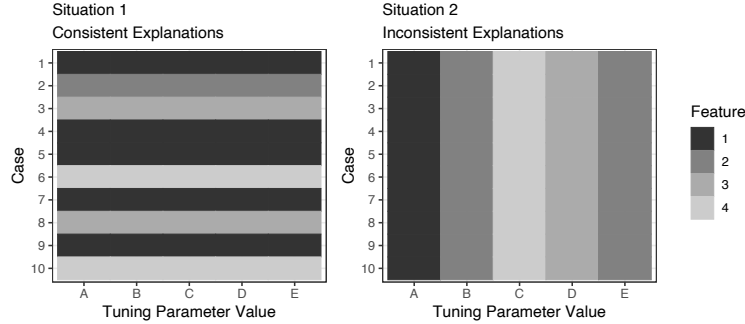 Situation 1
Consistent Explanations
1
2
3
4
5
6
7
8
9
10
Case
A B C D E
Tuning Parameter Value
Situation 2
Inconsistent Explanations
1
2
3
4
5
6
7
8
9
10
Case
A B C D E
Tuning Parameter Value
Feature
1
2
3
4